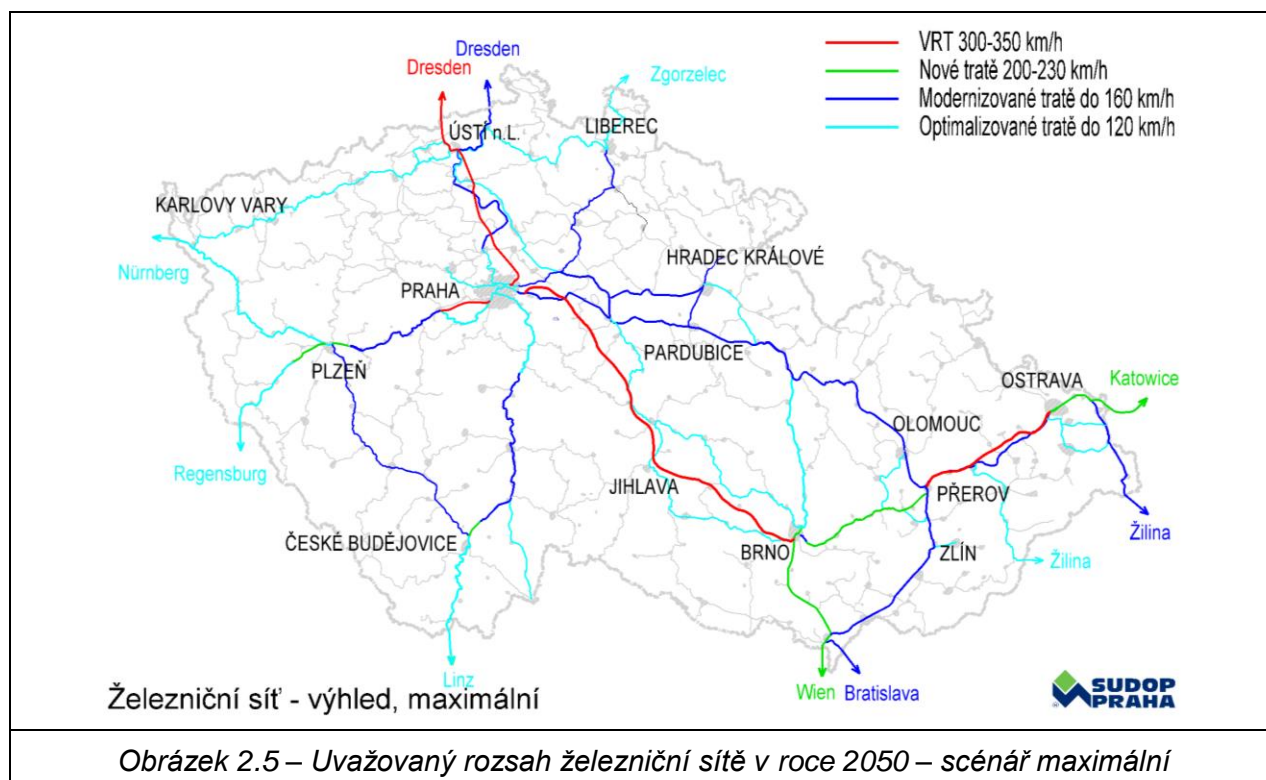 Dresden
Dresden
Zgorzelec
VRT 300-350 km/h
Nové tratě 200-230 km/h
Modernizované tratě do 160 km/h
Optimalizované tratě do 120 km/h
ÚSTÍ n.L.
LIBEREC
KARLOVY VARY
Nürnberg
HRADEC KRÁLOVÉ
PRAHA
PARDUBICE
PLZEŇ
OSTRAVA
Katowice
OLOMOUC
Regensburg
JIHLAVA
PŘEROV
Žilina
ČESKÉ BUDĚJOVICE
BRNO
ZLÍN
Žilina
Linz
Wien
Bratislava
Železniční síť - výhled, maximální
SUDOP
PRAHA
Obrázek 2.5 – Uvažovaný rozsah železniční sítě v roce 2050 – scénář maximální